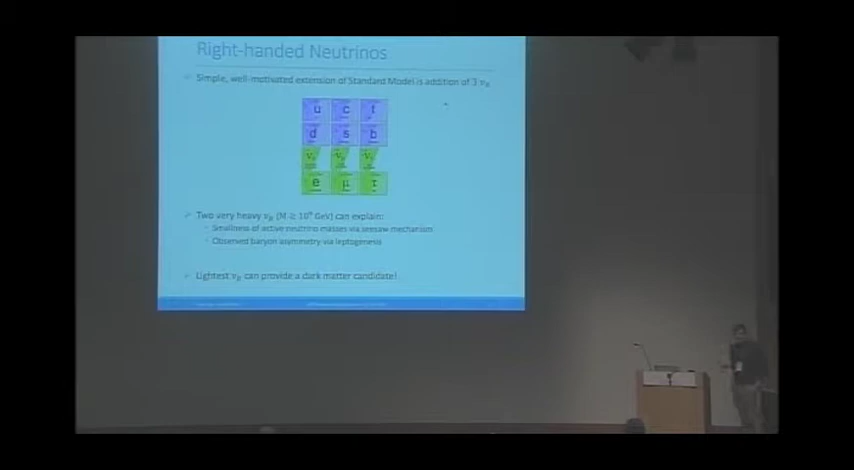 Right-handed Neutrinos
Simple, well-motivated extension of Standard Model is addition of 3 ν_R
u c t
d s b
e μ τ
Two very heavy ν_R (M ≥ 10⁹ GeV) can explain:
Smallness of active neutrino masses via seesaw mechanism
Observed baryon asymmetry via leptogenesis
Lightest ν_R can provide a dark matter candidate!